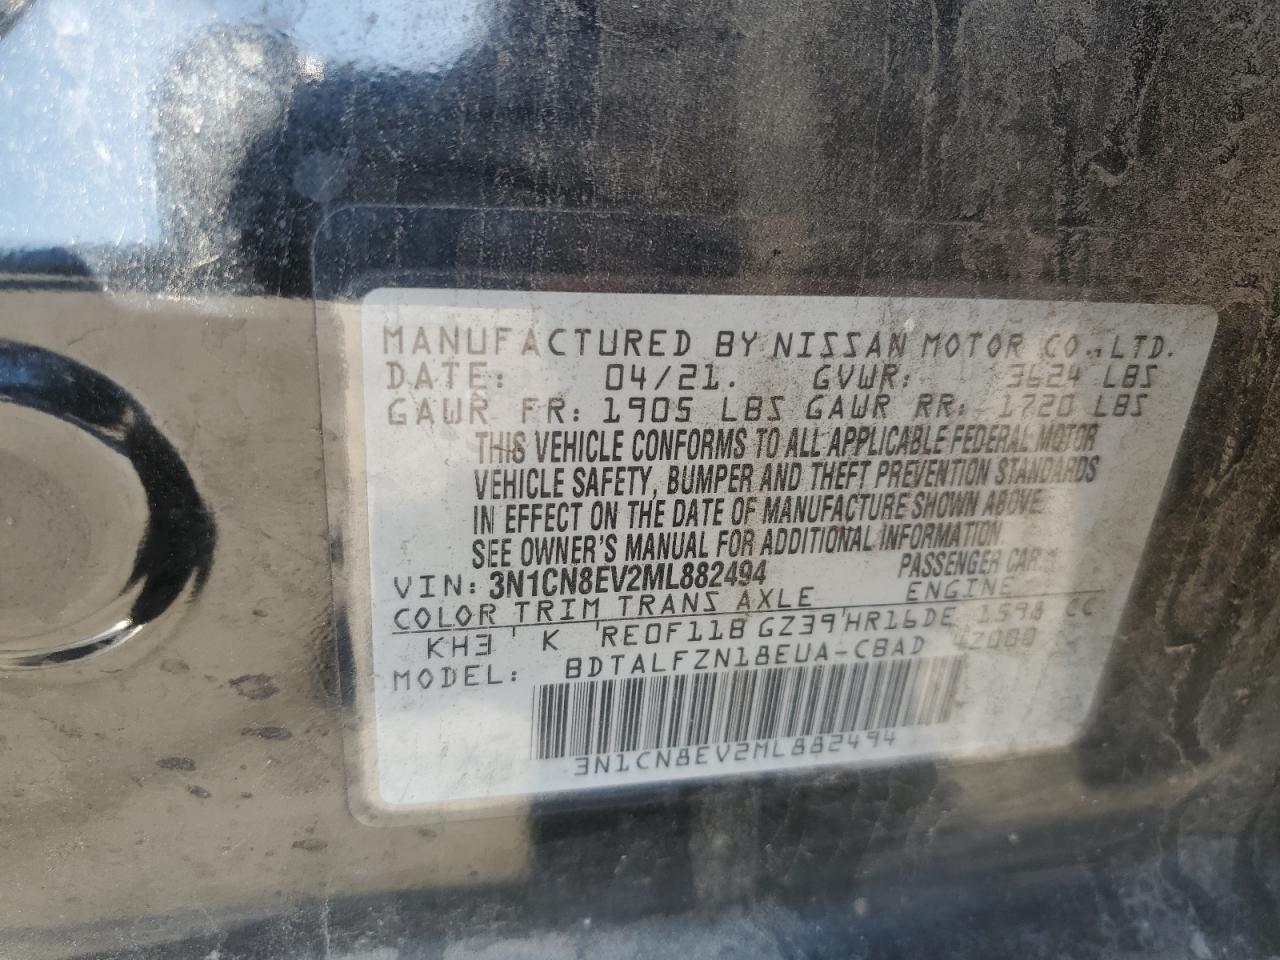 MANUFACTURED BY NISSAN MOTOR CO., LTD.
DATE: 04/21. GVWR: 3624 LBS
GAWR FR: 1905 LBS GAWR RR: 1720 LBS
THIS VEHICLE CONFORMS TO ALL APPLICABLE FEDERAL MOTOR
VEHICLE SAFETY, BUMPER AND THEFT PREVENTION STANDARDS
IN EFFECT ON THE DATE OF MANUFACTURE SHOWN ABOVE.
SEE OWNER'S MANUAL FOR ADDITIONAL INFORMATION.
VIN: 3N1CN8EV2ML882494 PASSENGER CAR
COLOR TRIM TRANS AXLE ENGINE
KH3 K RE0F11B GZ39 HR16DE 1598 CC
MODEL: BDTALFZN18EUA-CBAD 42000
3N1CN8EV2ML882494